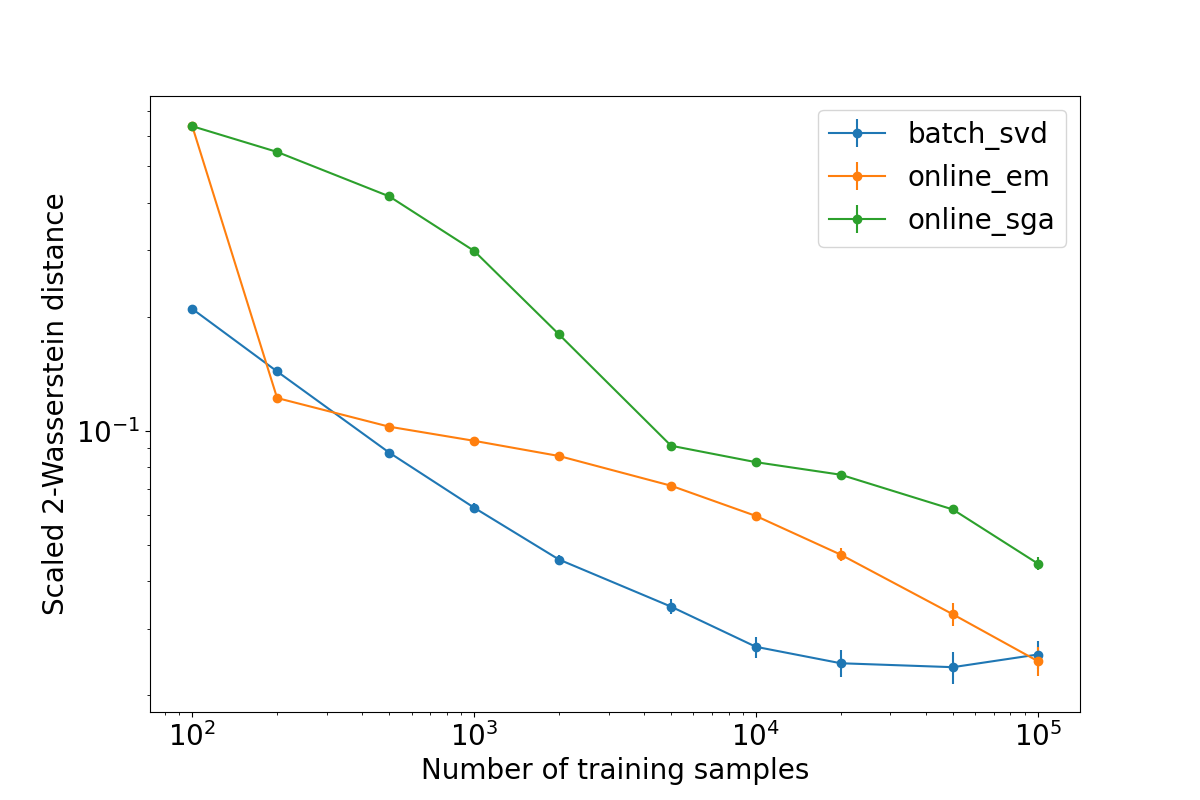 batch_svd
online_em
online_sga
Scaled 2-Wasserstein distance
10⁻¹
10² 10³ 10⁴ 10⁵
Number of training samples